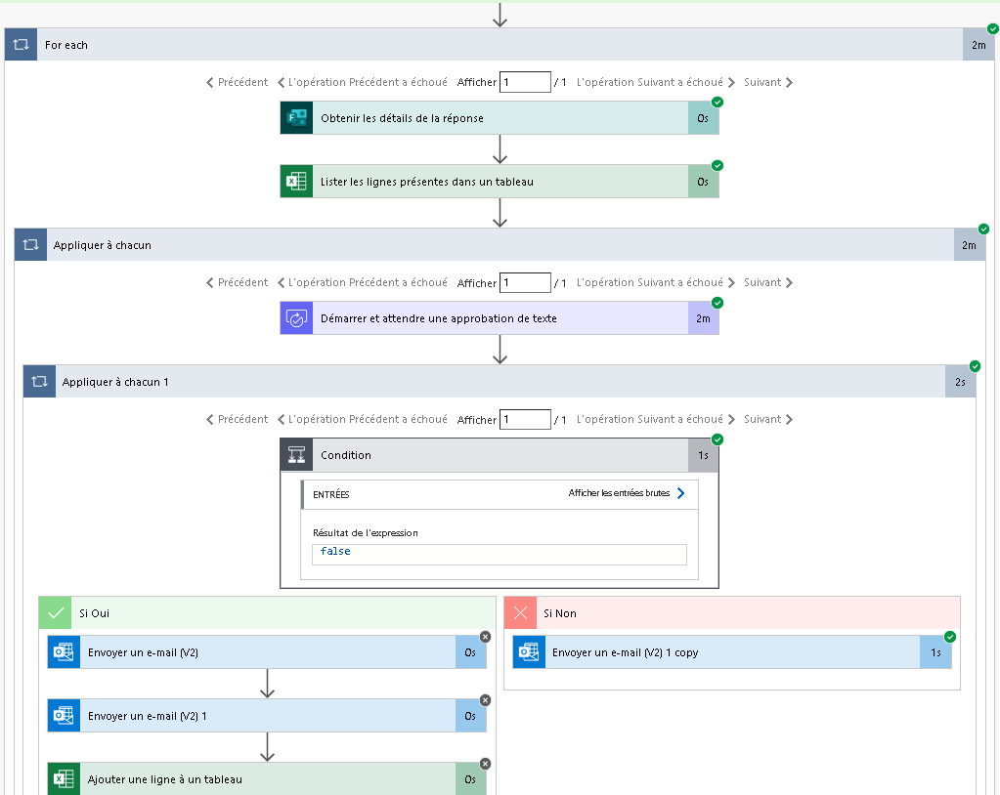 For each 2m
Précédent L'opération Précédent a échoué Afficher 1 / 1 L'opération Suivant a échoué Suivant
Obtenir les détails de la réponse 0s
Lister les lignes présentes dans un tableau 0s
Appliquer à chacun 2m
Précédent L'opération Précédent a échoué Afficher 1 / 1 L'opération Suivant a échoué Suivant
Démarrer et attendre une approbation de texte 2m
Appliquer à chacun 1 2s
Précédent L'opération Précédent a échoué Afficher 1 / 1 L'opération Suivant a échoué Suivant
Condition 1s
ENTRÉES Afficher les entrées brutes
Résultat de l'expression
false
Si Oui
Envoyer un e-mail (V2) 0s
Envoyer un e-mail (V2) 1 0s
Ajouter une ligne à un tableau 0s
Si Non
Envoyer un e-mail (V2) 1 copy 1s